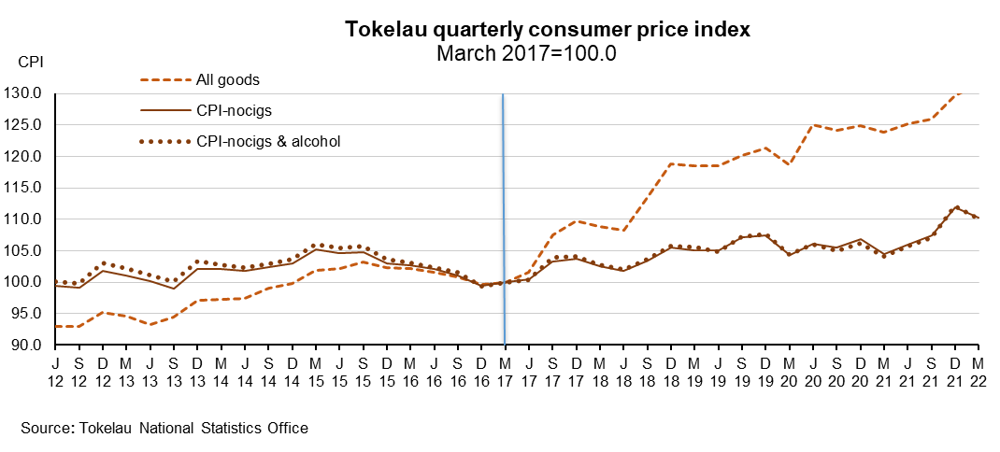 Tokelau quarterly consumer price index
March 2017=100.0
CPI
All goods
CPI-nocigs
CPI-nocigs & alcohol
130.0
125.0
120.0
115.0
110.0
105.0
100.0
95.0
90.0
J S D M J S D M J S D M J S D M J S D M J S D M J S D M J S D M J S D M J S D M
12 12 12 13 13 13 13 14 14 14 14 15 15 15 15 16 16 16 16 17 17 17 17 18 18 18 18 19 19 19 19 20 20 20 20 21 21 21 21 22
Source: Tokelau National Statistics Office